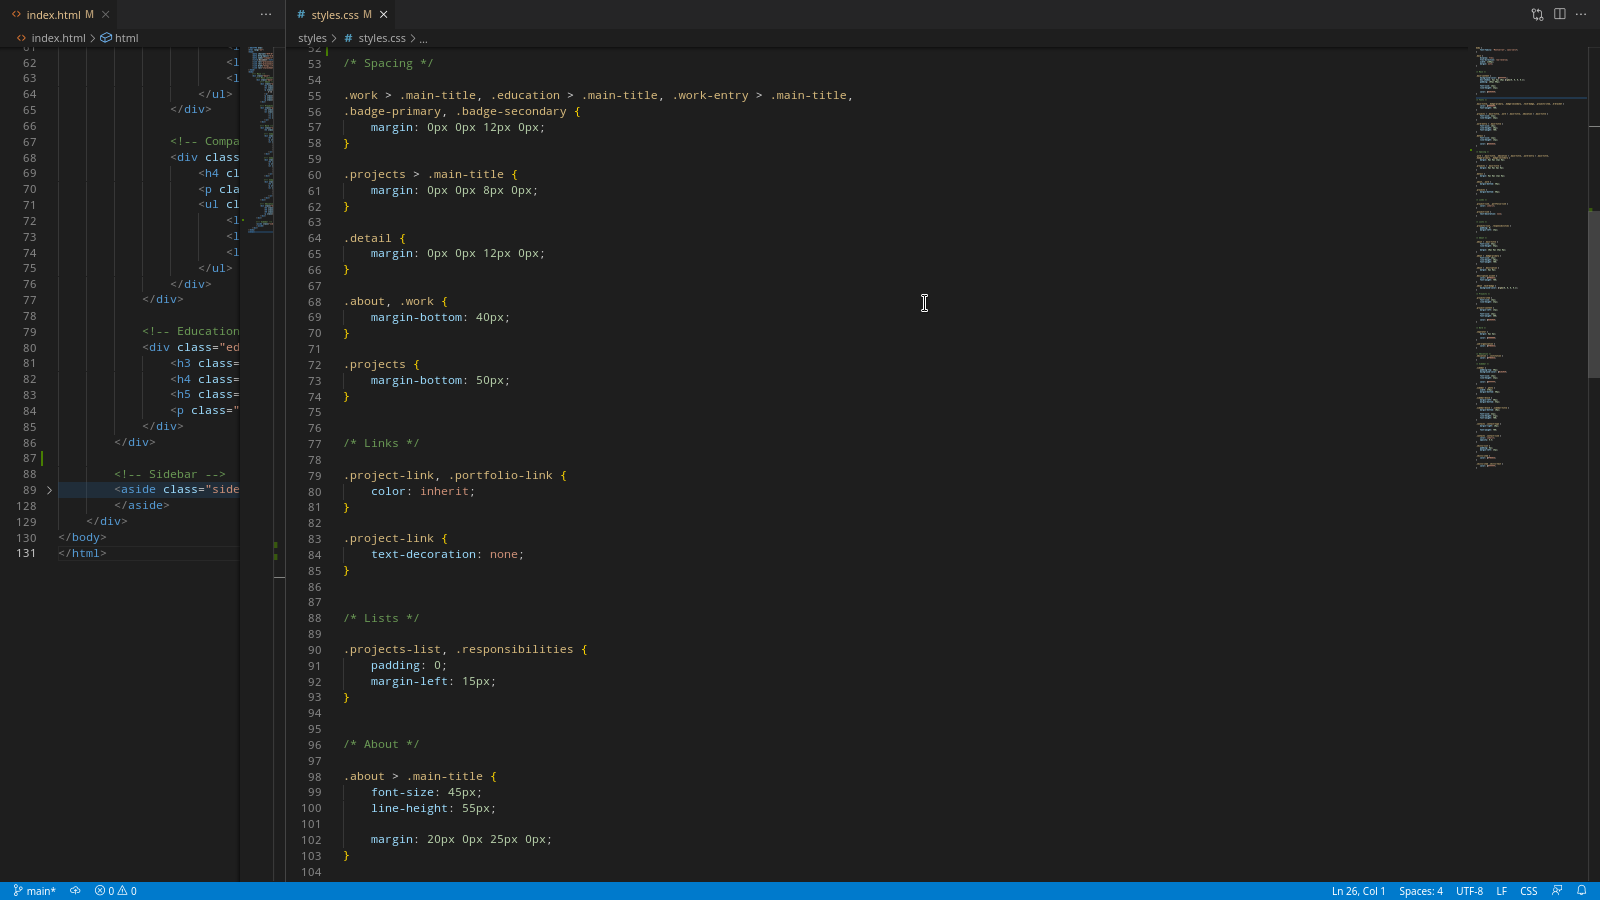 index.html M
styles.css M
index.html > html
styles > styles.css > ...
61 <l
62 <l
63 <l
64 </ul>
65 </div>
66
67 <!-- Compa
68 <div class
69 <h4 cl
70 <p cla
71 <ul cl
72 <l
73 <l
74 <l
75 </ul>
76 </div>
77 </div>
78
79 <!-- Education
80 <div class="ed
81 <h3 class=
82 <h4 class=
83 <h5 class=
84 <p class="
85 </div>
86 </div>
87
88 <!-- Sidebar -->
89 <aside class="side
128 </aside>
129 </div>
130 </body>
131 </html>
52
53 /* Spacing */
54
55 .work > .main-title, .education > .main-title, .work-entry > .main-title,
56 .badge-primary, .badge-secondary {
57 margin: 0px 0px 12px 0px;
58 }
59
60 .projects > .main-title {
61 margin: 0px 0px 8px 0px;
62 }
63
64 .detail {
65 margin: 0px 0px 12px 0px;
66 }
67
68 .about, .work {
69 margin-bottom: 40px;
70 }
71
72 .projects {
73 margin-bottom: 50px;
74 }
75
76
77 /* Links */
78
79 .project-link, .portfolio-link {
80 color: inherit;
81 }
82
83 .project-link {
84 text-decoration: none;
85 }
86
87
88 /* Lists */
89
90 .projects-list, .responsibilities {
91 padding: 0;
92 margin-left: 15px;
93 }
94
95
96 /* About */
97
98 .about > .main-title {
99 font-size: 45px;
100 line-height: 55px;
101
102 margin: 20px 0px 25px 0px;
103 }
104
main* 0 0 Ln 26, Col 1 Spaces: 4 UTF-8 LF CSS